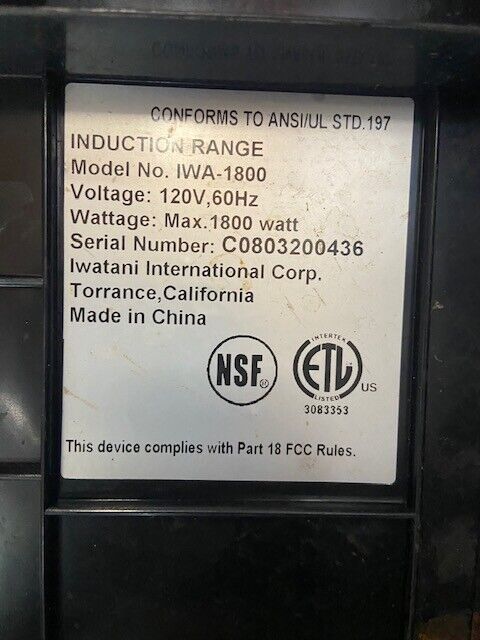 CONFORMS TO ANSI/UL STD.197
INDUCTION RANGE
Model No. IWA-1800
Voltage: 120V,60Hz
Wattage: Max.1800 watt
Serial Number: C0803200436
Iwatani International Corp.
Torrance,California
Made in China
NSF®
INTERTEK
ETL US
LISTED
3083353
This device complies with Part 18 FCC Rules.